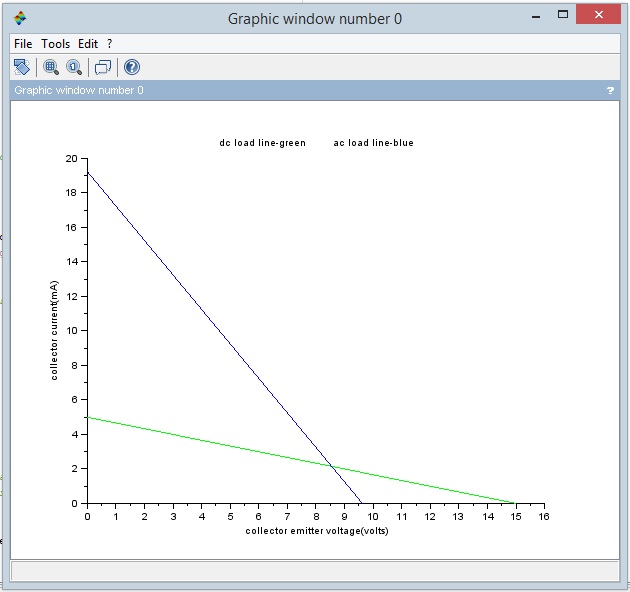 Graphic window number 0
File Tools Edit ?
Graphic window number 0 ?
dc load line-green ac load line-blue
20
18
16
14
12
10
8
6
4
2
0
collector current(mA)
0 1 2 3 4 5 6 7 8 9 10 11 12 13 14 15 16
collector emitter voltage(volts)